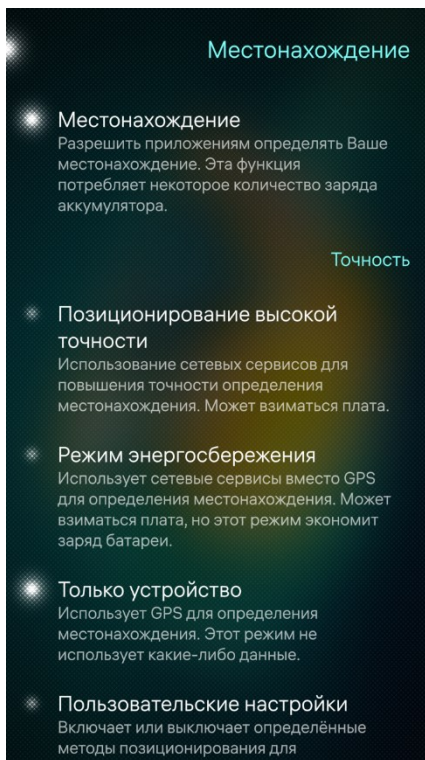 Местонахождение
Местонахождение
Разрешить приложениям определять Ваше
местонахождение. Эта функция
потребляет некоторое количество заряда
аккумулятора.
Точность
Позиционирование высокой
точности
Использование сетевых сервисов для
повышения точности определения
местонахождения. Может взиматься плата.
Режим энергосбережения
Использует сетевые сервисы вместо GPS
для определения местонахождения. Может
взиматься плата, но этот режим экономит
заряд батареи.
Только устройство
Использует GPS для определения
местонахождения. Этот режим не
использует какие-либо данные.
Пользовательские настройки
Включает или выключает определённые
методы позиционирования для